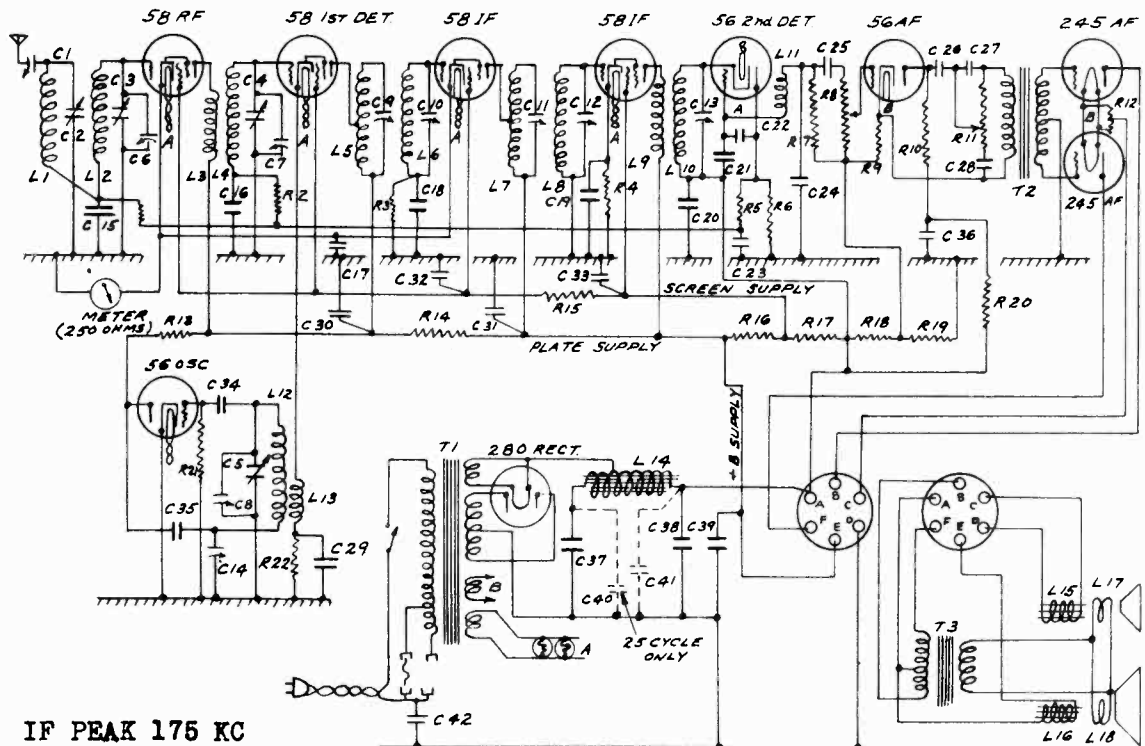 58 RF
58 1ST DET.
58 IF
58 IF
56 2nd DET.
56 AF
245 AF
C1
C2
C3
C6
L1
L2
C15
A
L3
L4
C4
C7
C16
R2
A
L5
C9
R3
C10
L6
C18
A
L7
C11
L8
C12
C19
R4
A
L9
L10
C13
C20
B
A
C22
C21
R5
C23
R6
L11
C25
R7
R8
C24
R9
B
R10
C26
C27
R11
C28
C36
T2
B
R12
245 AF
R20
C17
C32
C33
C30
C31
R15
SCREEN SUPPLY
METER
(250 OHMS)
R13
R14
PLATE SUPPLY
R16
R17
R18
R19
56 OSC
C34
L12
R21
C5
C8
C35
C14
L13
R22
C29
T1
280 RECT.
L14
+B SUPPLY
C37
C38
C39
C40
C41
25 CYCLE
ONLY
B
A
C42
A
B
C
F
E
D
A
B
C
F
E
D
L15
L17
T3
L16
L18
IF PEAK 175 KC